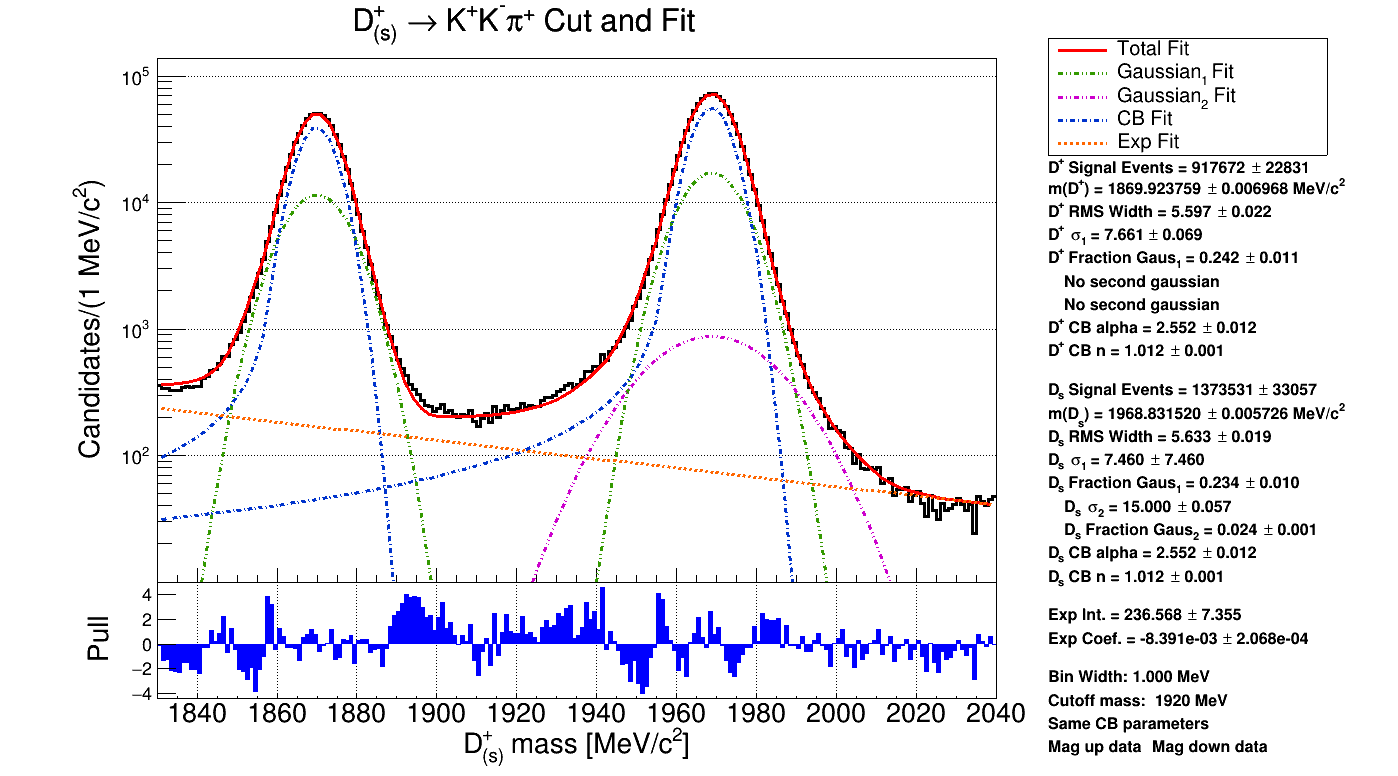 D⁺₍ₛ₎ → K⁺K⁻π⁺ Cut and Fit
Candidates/(1 MeV/c²)
10⁵
10⁴
10³
10²
Pull
4
2
0
−2
−4
1840 1860 1880 1900 1920 1940 1960 1980 2000 2020 2040
D⁺₍ₛ₎ mass [MeV/c²]
Total Fit
Gaussian₁ Fit
Gaussian₂ Fit
CB Fit
Exp Fit
D⁺ Signal Events = 917672 ± 22831
m(D⁺) = 1869.923759 ± 0.006968 MeV/c²
D⁺ RMS Width = 5.597 ± 0.022
D⁺ σ₁ = 7.661 ± 0.069
D⁺ Fraction Gaus₁ = 0.242 ± 0.011
No second gaussian
No second gaussian
D⁺ CB alpha = 2.552 ± 0.012
D⁺ CB n = 1.012 ± 0.001
Dₛ Signal Events = 1373531 ± 33057
m(Dₛ) = 1968.831520 ± 0.005726 MeV/c²
Dₛ RMS Width = 5.633 ± 0.019
Dₛ σ₁ = 7.460 ± 7.460
Dₛ Fraction Gaus₁ = 0.234 ± 0.010
Dₛ σ₂ = 15.000 ± 0.057
Dₛ Fraction Gaus₂ = 0.024 ± 0.001
Dₛ CB alpha = 2.552 ± 0.012
Dₛ CB n = 1.012 ± 0.001
Exp Int. = 236.568 ± 7.355
Exp Coef. = -8.391e-03 ± 2.068e-04
Bin Width: 1.000 MeV
Cutoff mass: 1920 MeV
Same CB parameters
Mag up data Mag down data